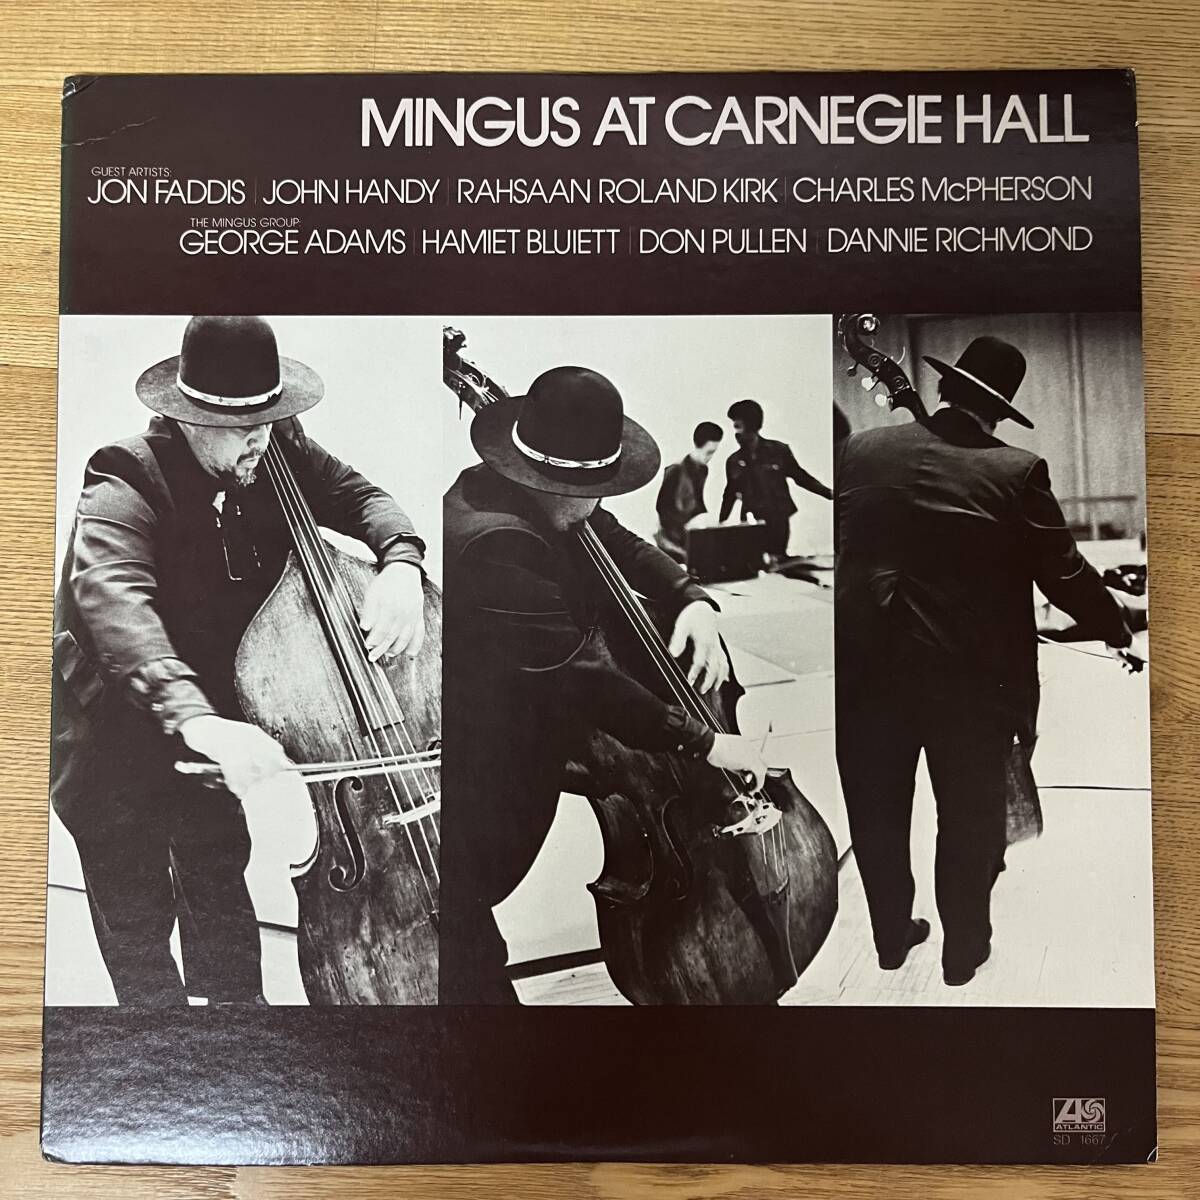 MINGUS AT CARNEGIE HALL
GUEST ARTISTS:
JON FADDIS | JOHN HANDY | RAHSAAN ROLAND KIRK | CHARLES McPHERSON
THE MINGUS GROUP:
GEORGE ADAMS | HAMIET BLUIETT | DON PULLEN | DANNIE RICHMOND
ATLANTIC
SD 1667